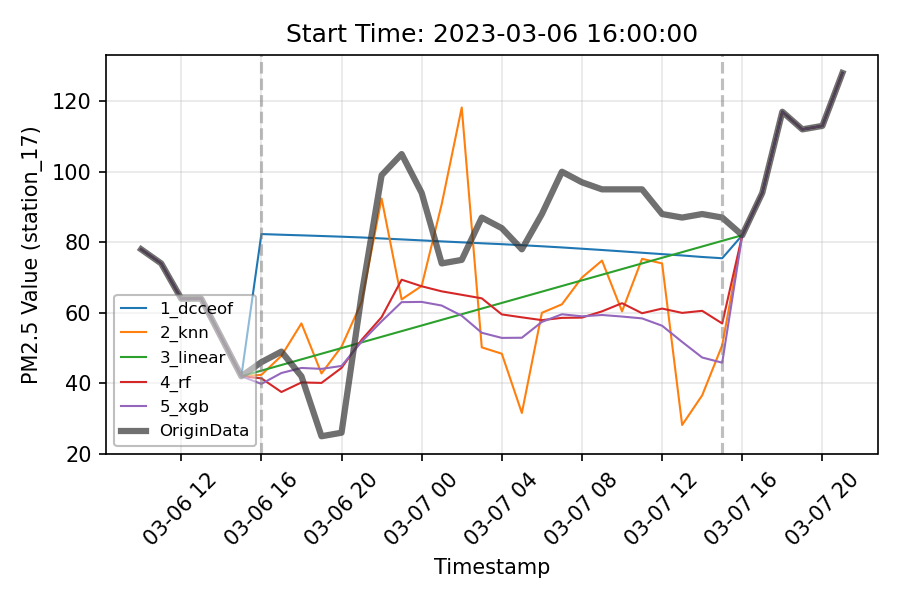 Start Time: 2023-03-06 16:00:00
PM2.5 Value (station_17)
120
100
80
60
40
20
1_dcceof
2_knn
3_linear
4_rf
5_xgb
OriginData
03-06 12
03-06 16
03-06 20
03-07 00
03-07 04
03-07 08
03-07 12
03-07 16
03-07 20
Timestamp